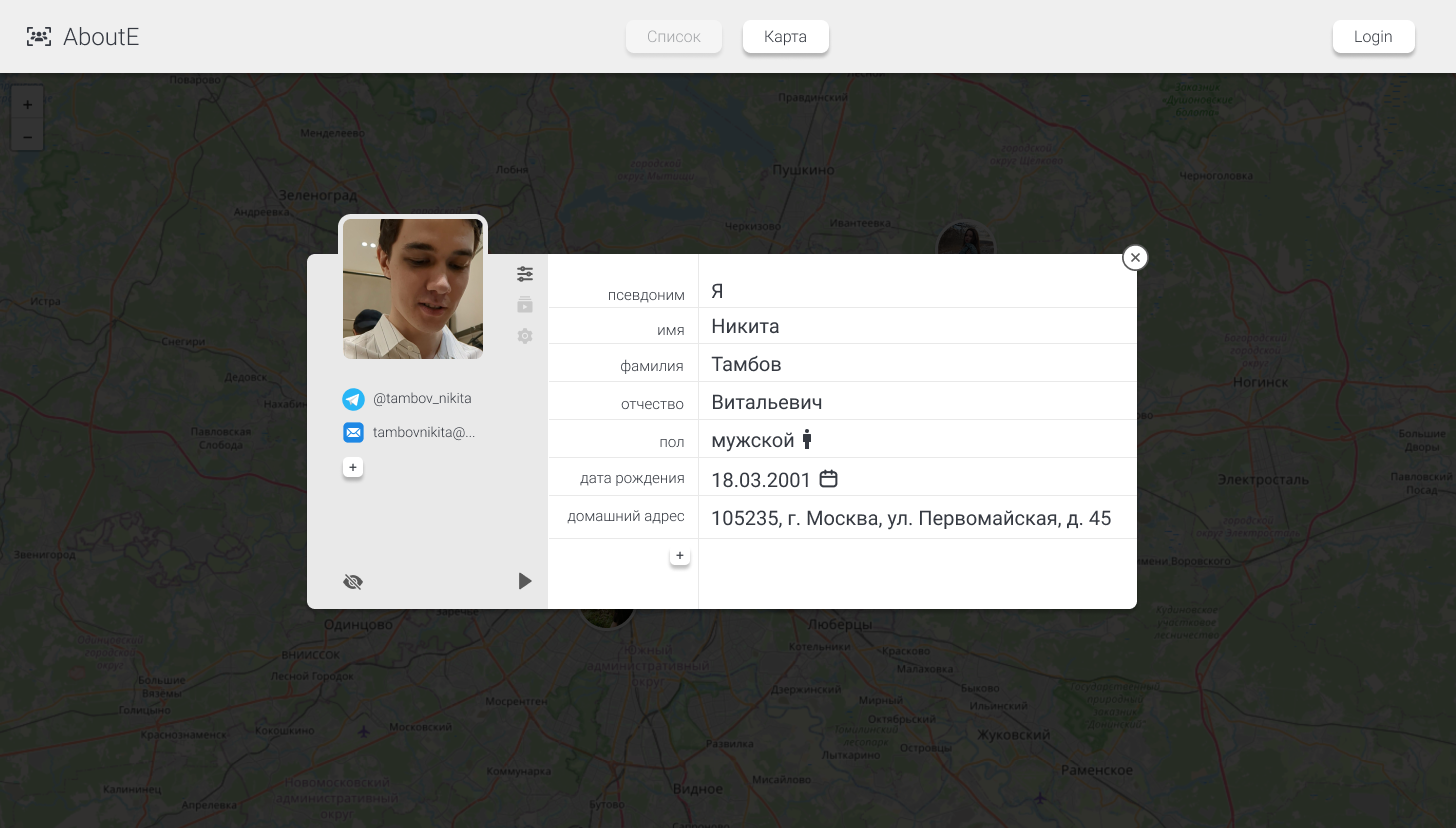 AboutE
Список
Карта
Login
+
−
Поварово
Правдинский
Менделеево
Лобня
Пушкино
Черноголовка
Зеленоград
Андреевка
Черкизово
Ивантеевка
псевдоним Я
имя Никита
фамилия Тамбов
отчество Витальевич
пол мужской
дата рождения 18.03.2001
домашний адрес 105235, г. Москва, ул. Первомайская, д. 45
+
@tambov_nikita
tambovnikita@...
+
Истра
Снегири
Дедовск
Павловская
Слобода
Звенигород
Ногинск
Большие
Дворы
Электросталь
Павловский
Посад
Одинцово
Заречье
Люберцы
ВНИИССОК
Лесной Городок
Большие
Вязёмы
Голицыно
Краснознаменск
Кокошкино
Московский
Мосрентген
Южный
административный
округ
Котельники
Красково
Малаховка
Дзержинский
Мирный
Быково
Ильинский
Октябрьский
Островцы
Жуковский
Лыткарино
Развилка
Коммунарка
Мисайлово
Раменское
Видное
Калининец
Апрелевка
Новомосковский
административный
округ
Бутово